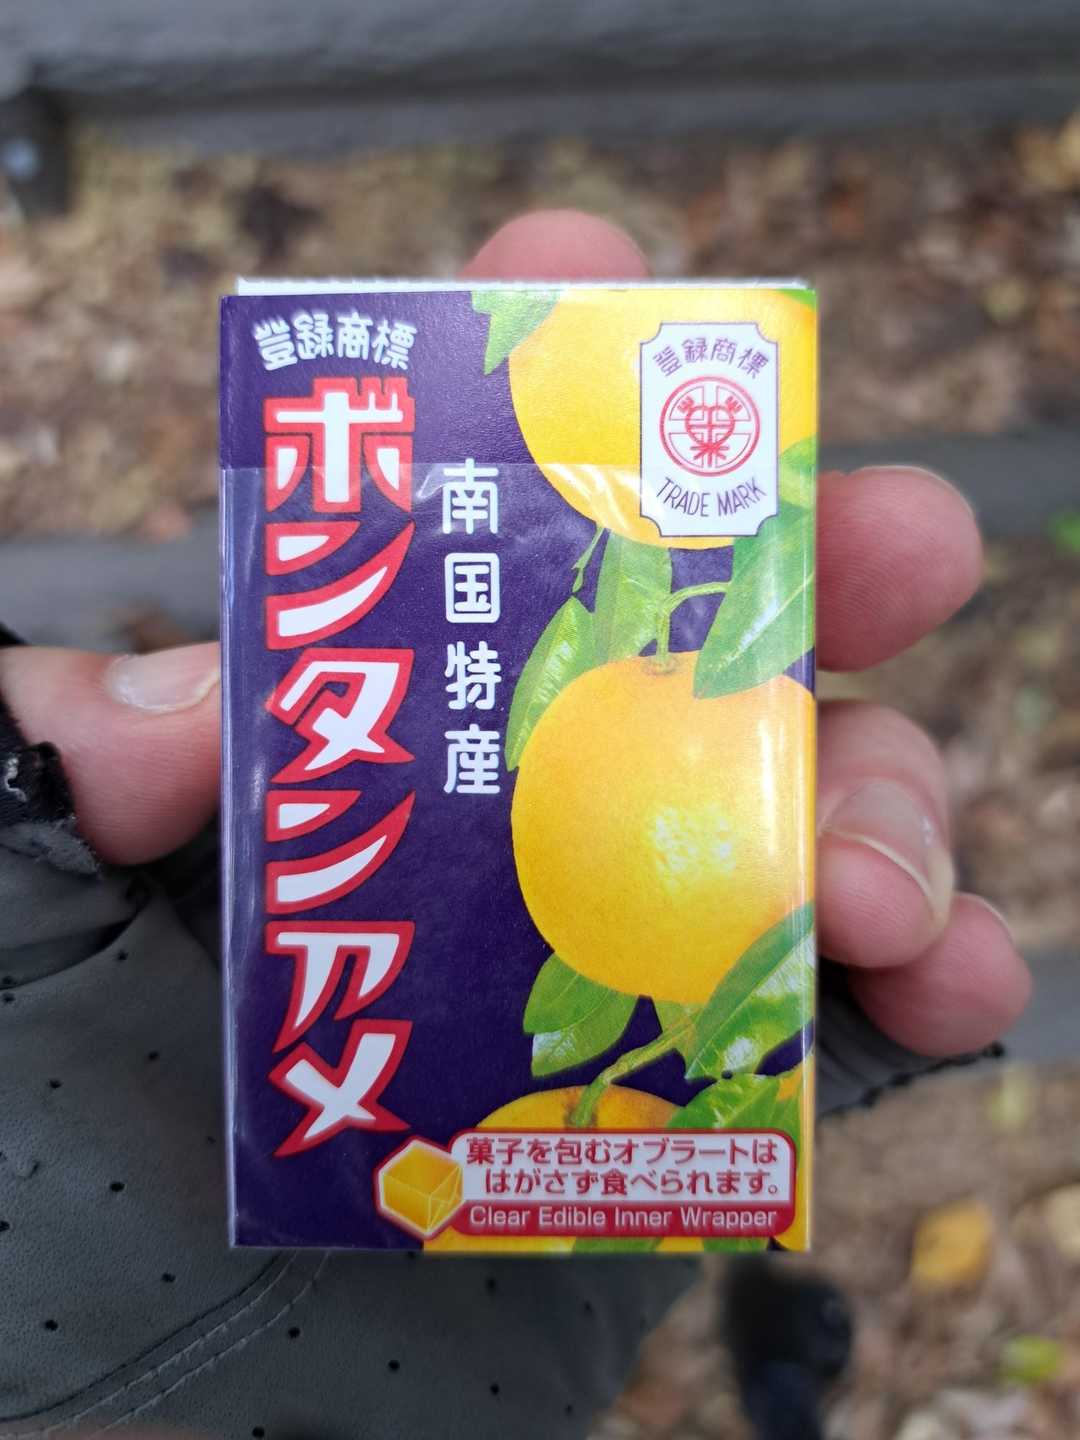 登録商標
ボンタンアメ
南国特産
登録商標
TRADE MARK
菓子を包むオブラートは
はがさず食べられます。
Clear Edible Inner Wrapper